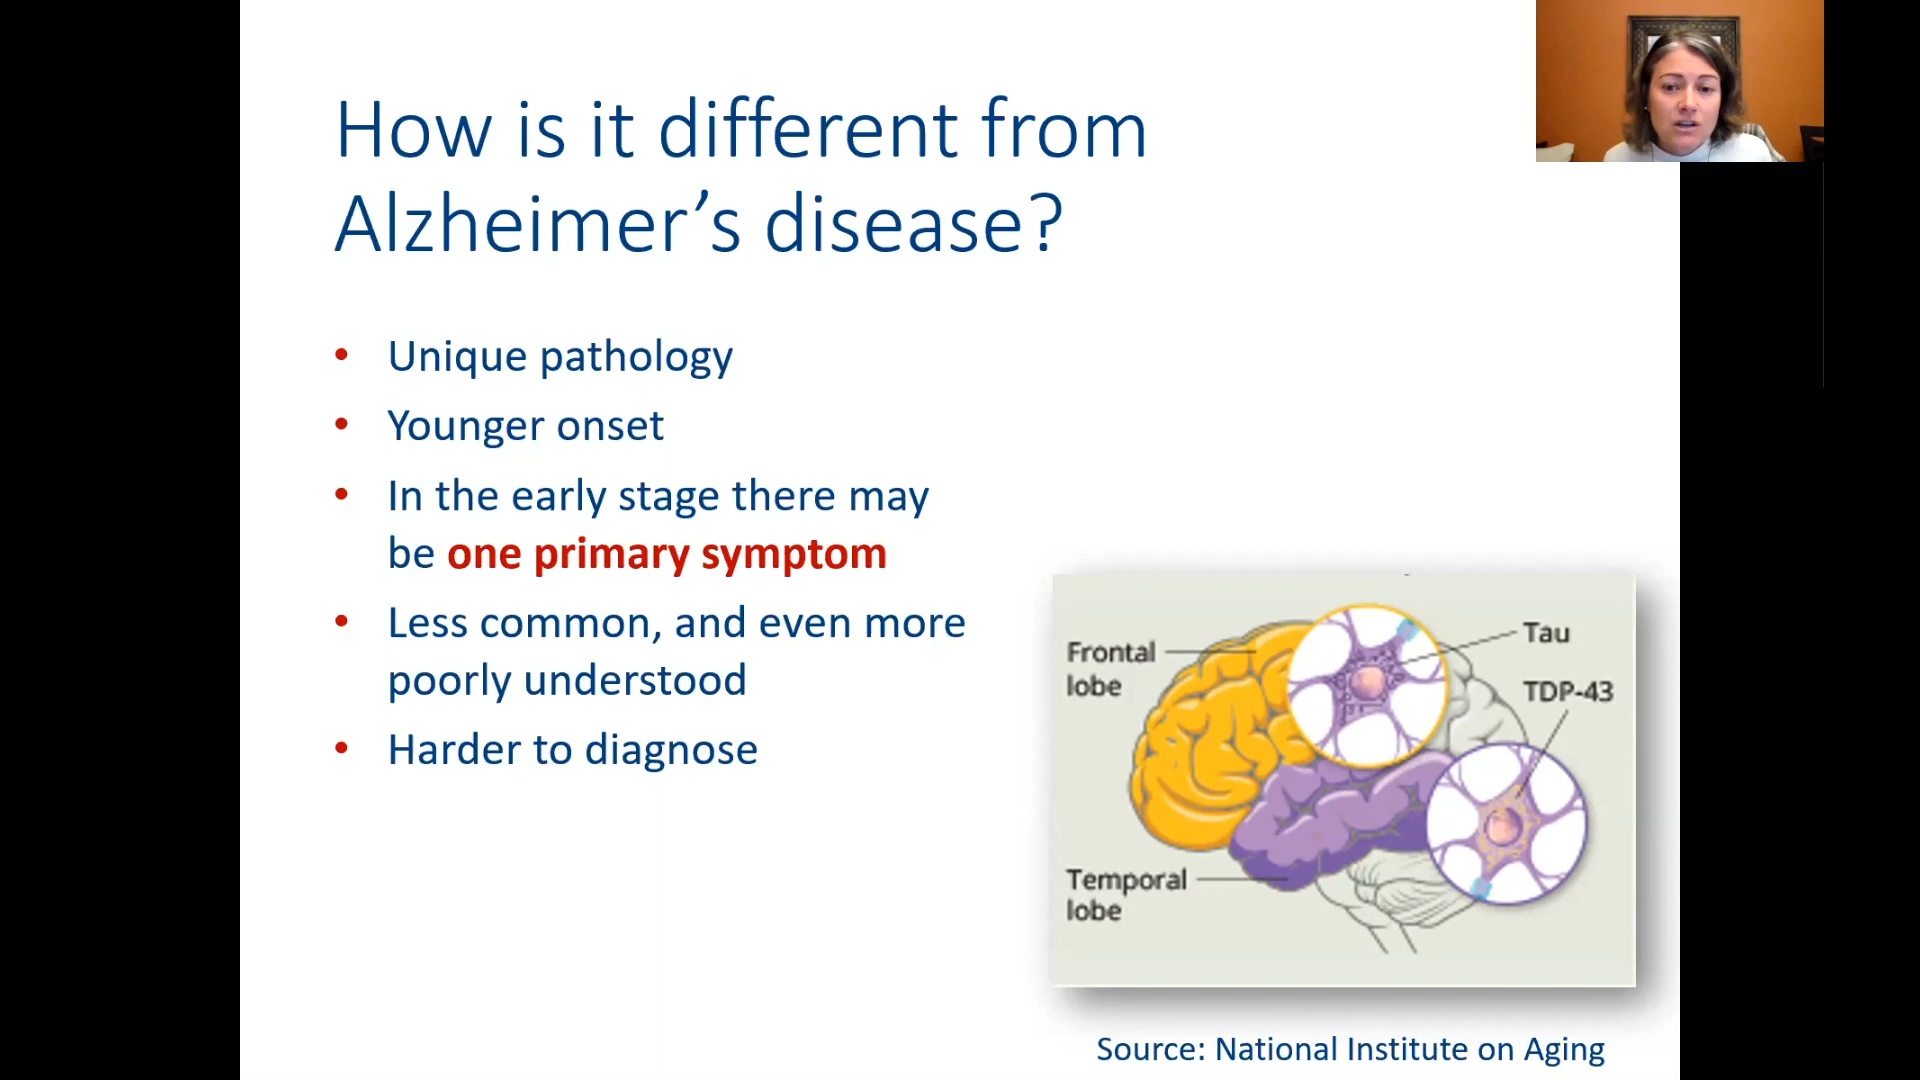 How is it different from
Alzheimer’s disease?
• Unique pathology
• Younger onset
• In the early stage there may
be one primary symptom
• Less common, and even more
poorly understood
• Harder to diagnose
Frontal
lobe
Tau
TDP-43
Temporal
lobe
Source: National Institute on Aging